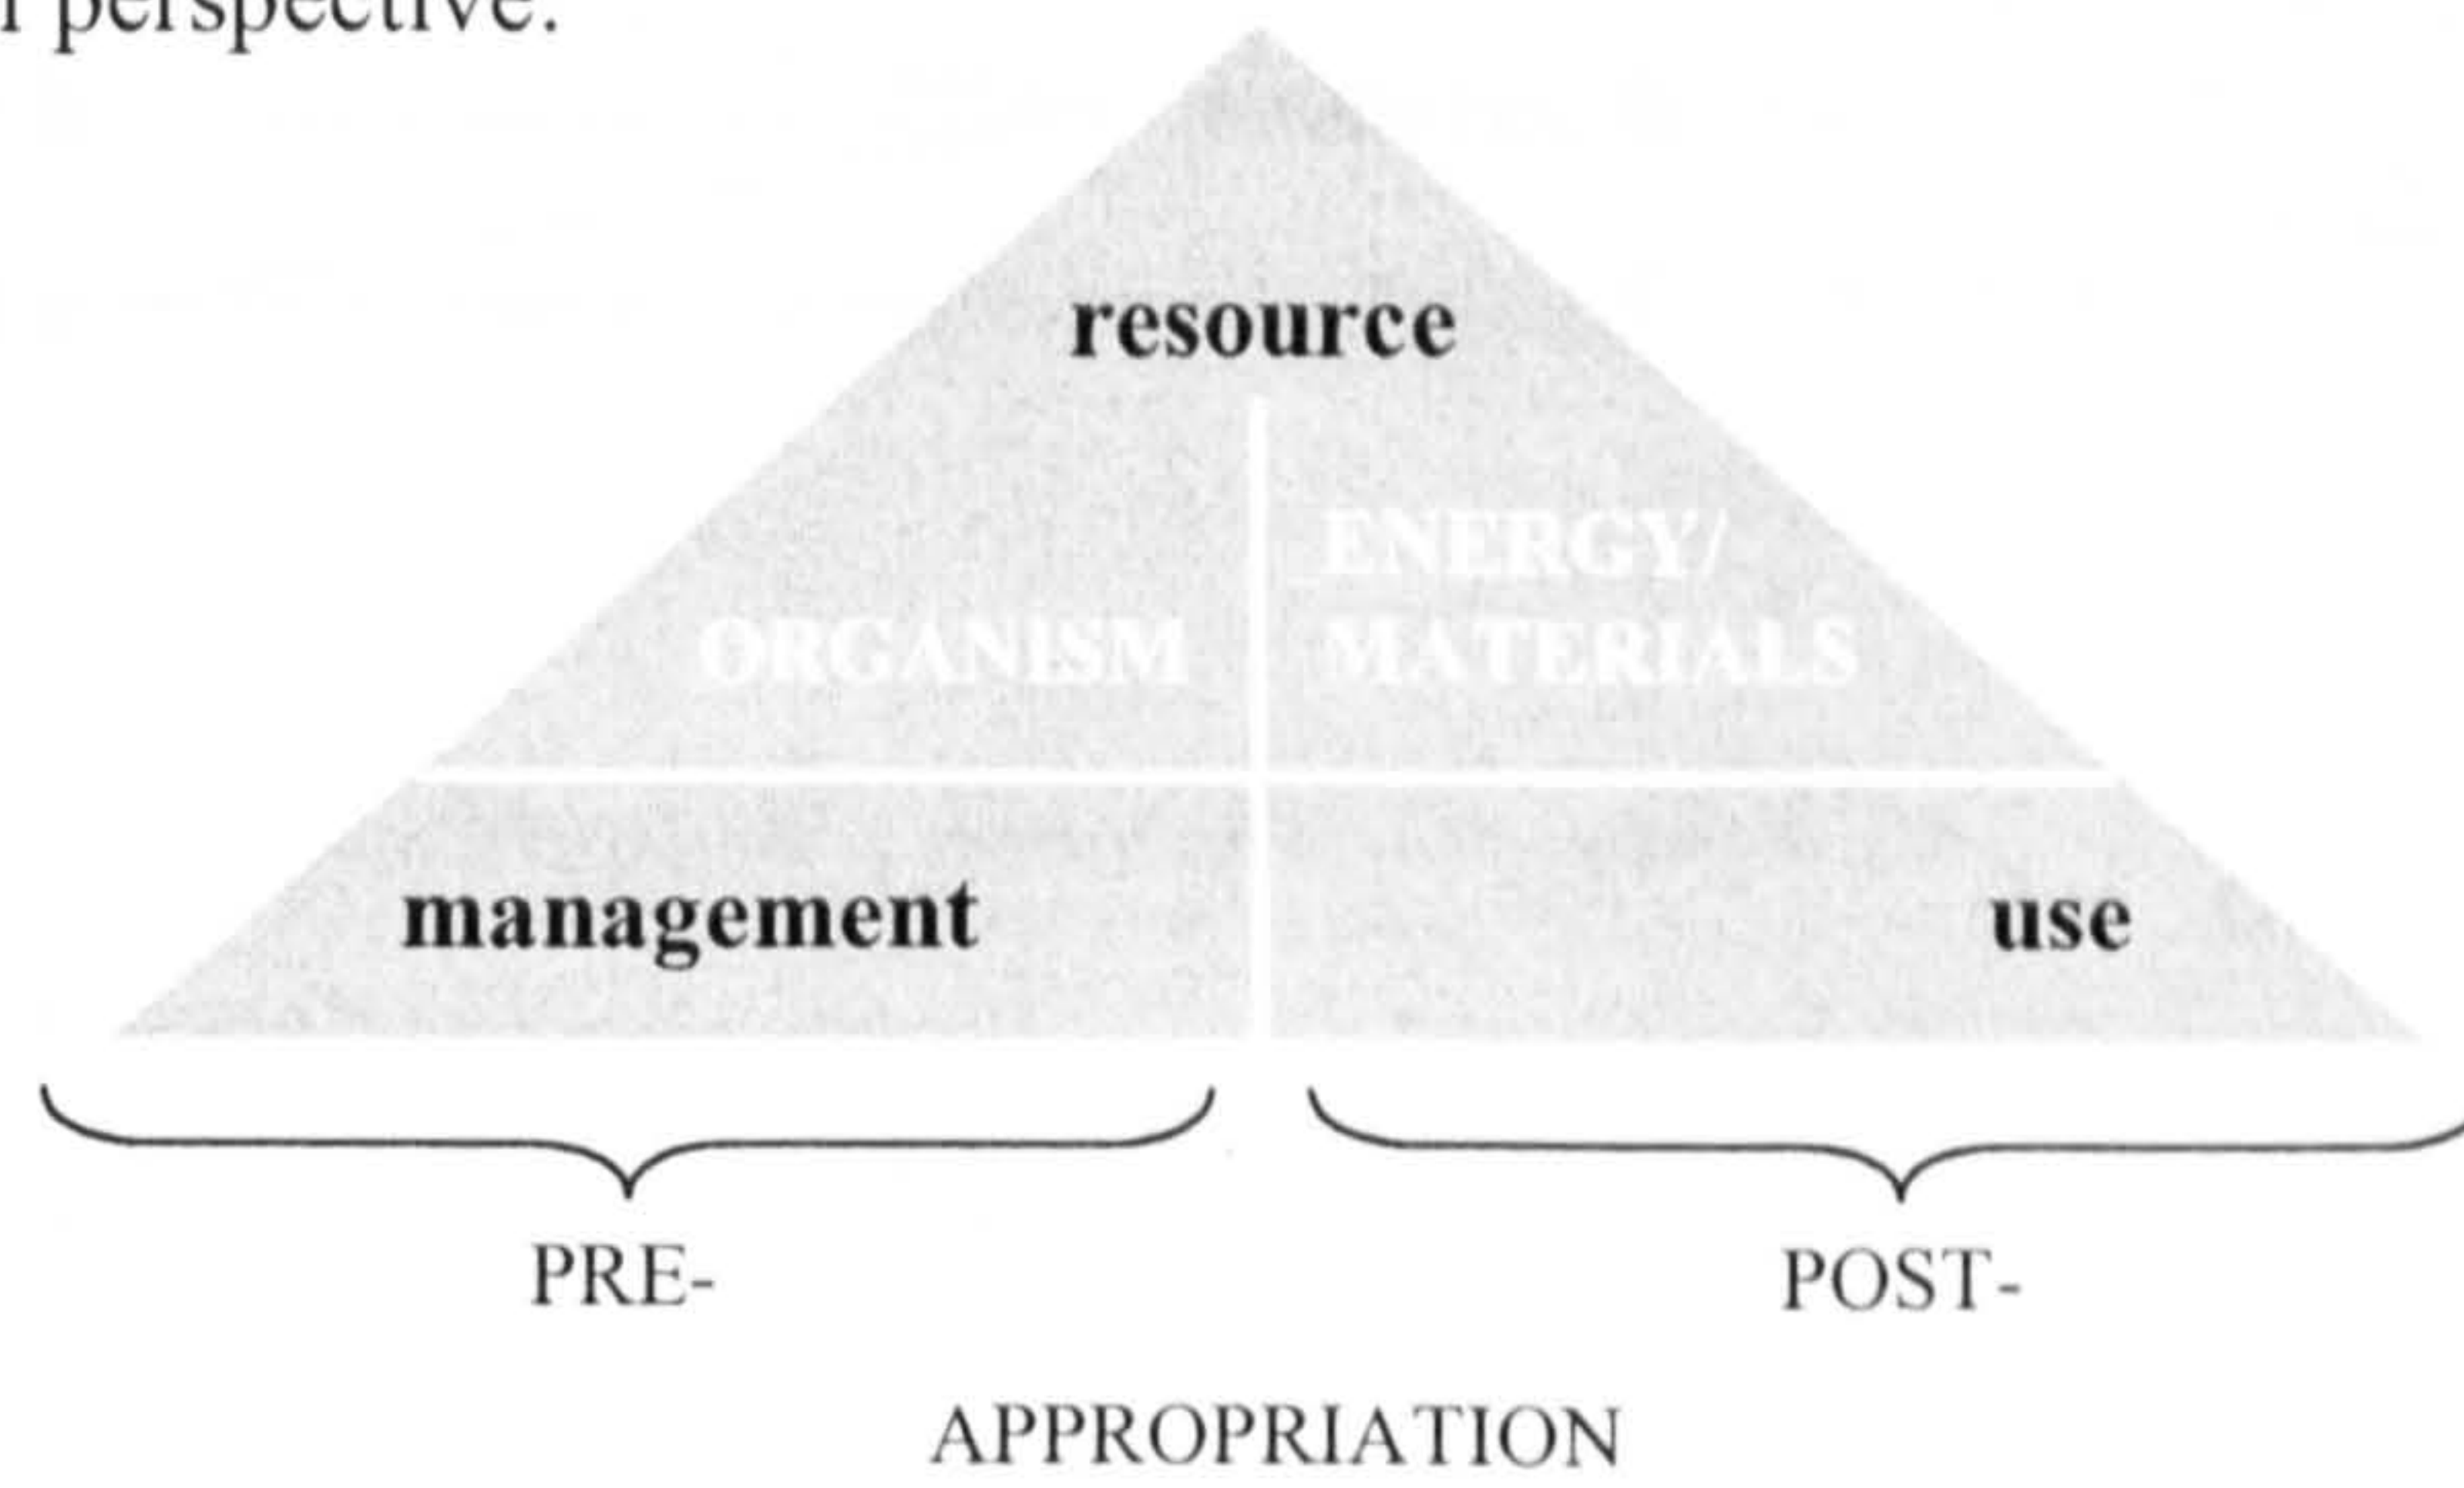 perspective.
resource
ENERGY/
ORGANISM MATERIALS
management use
PRE- POST-
APPROPRIATION